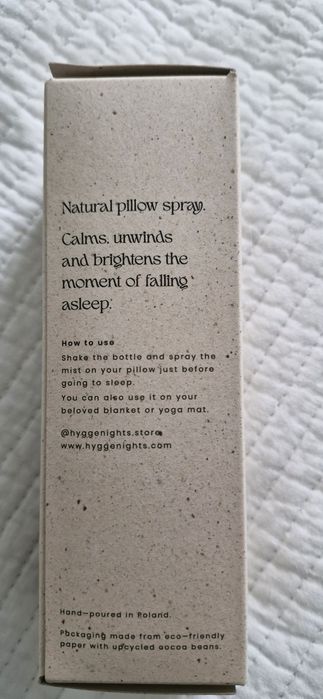 Natural pillow spray.
Calms, unwinds
and brightens the
moment of falling
asleep.
How to use
Shake the bottle and spray the
mist on your pillow just before
going to sleep.
You can also use it on your
beloved blanket or yoga mat.
@hyggenights.store
www.hyggenights.com
Hand-poured in Poland.
Packaging made from eco-friendly
paper with upcycled cocoa beans.